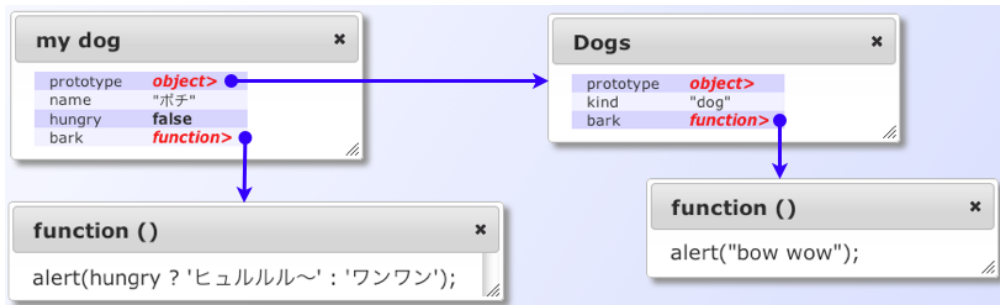 my dog ✖
prototype object>
name "ポチ"
hungry false
bark function>
Dogs ✖
prototype object>
kind "dog"
bark function>
function () ✖
alert(hungry ? 'ヒュルルル〜' : 'ワンワン');
function () ✖
alert("bow wow");